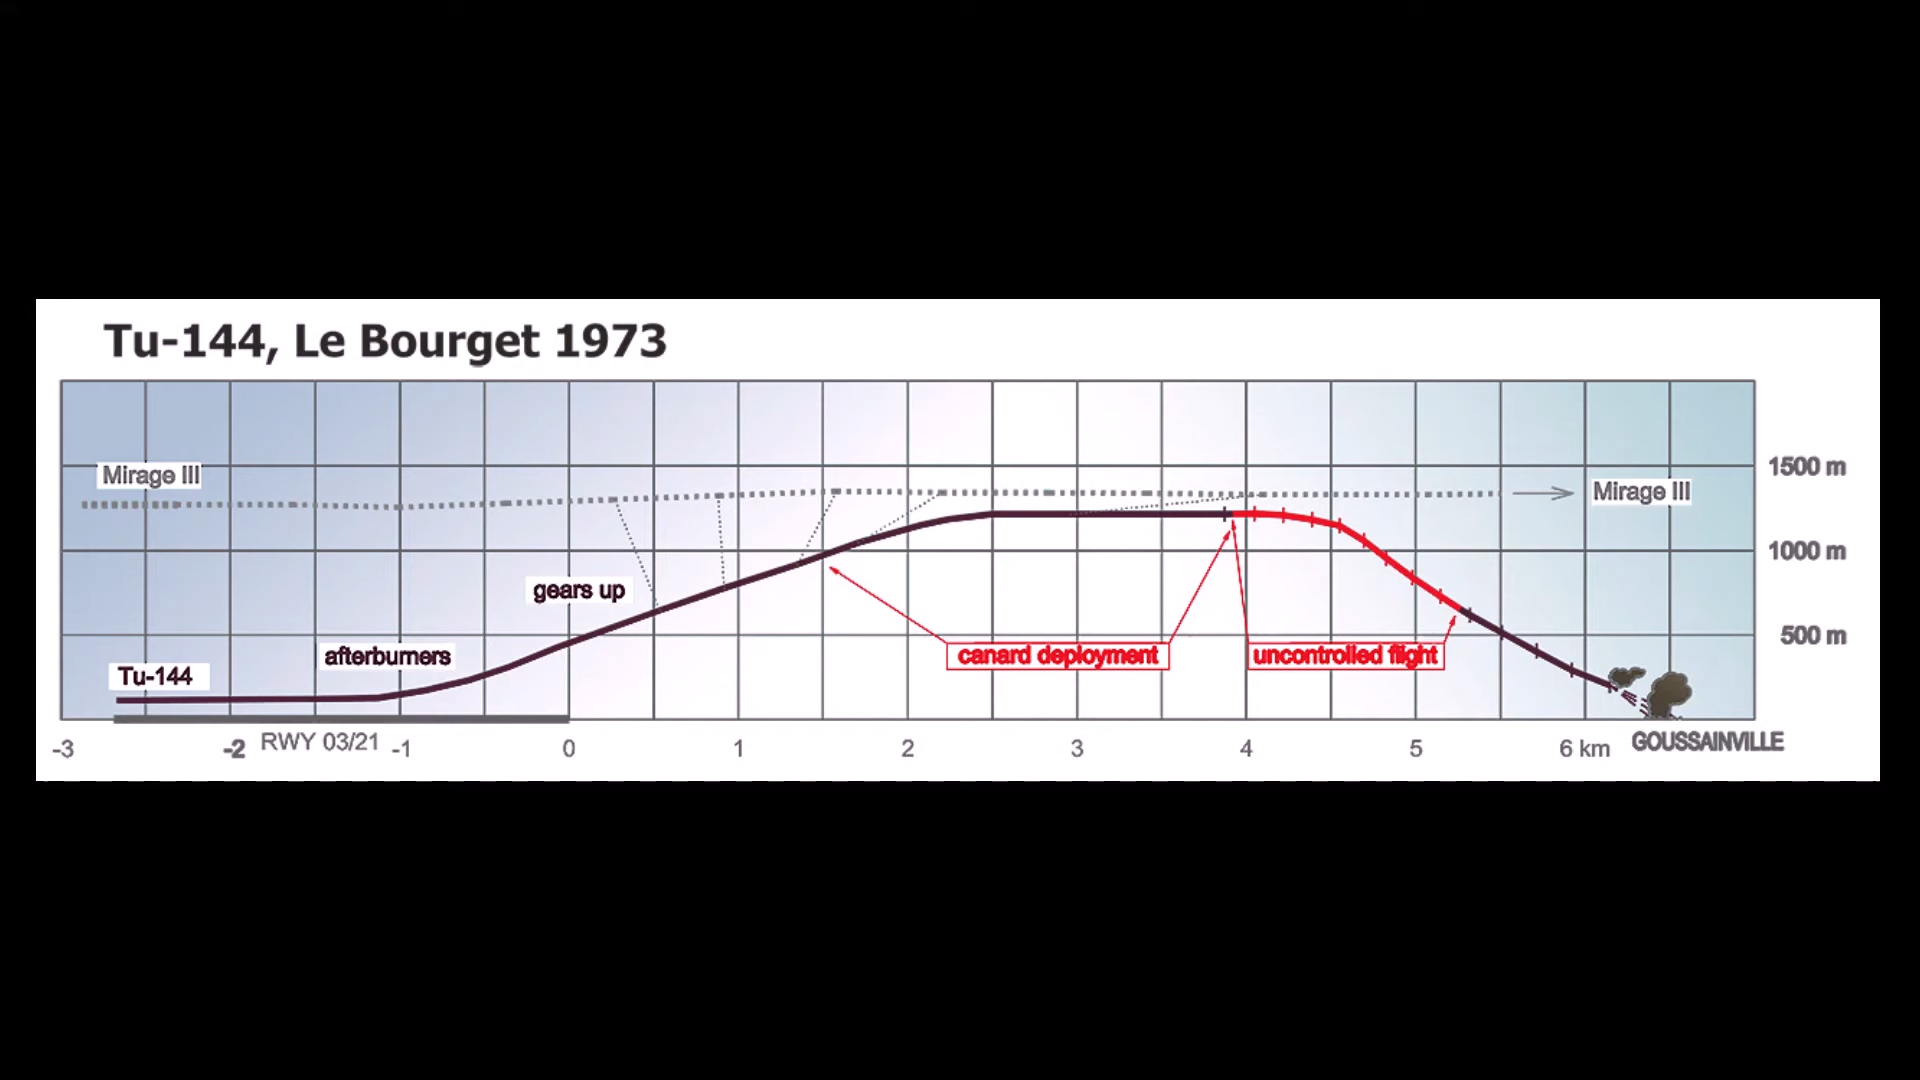 Tu-144, Le Bourget 1973
Mirage III
1500 m
Mirage III
1000 m
gears up
500 m
afterburners
canard deployment
uncontrolled flight
Tu-144
-3
-2
RWY 03/21
-1
0
1
2
3
4
5
6 km
GOUSSAINVILLE